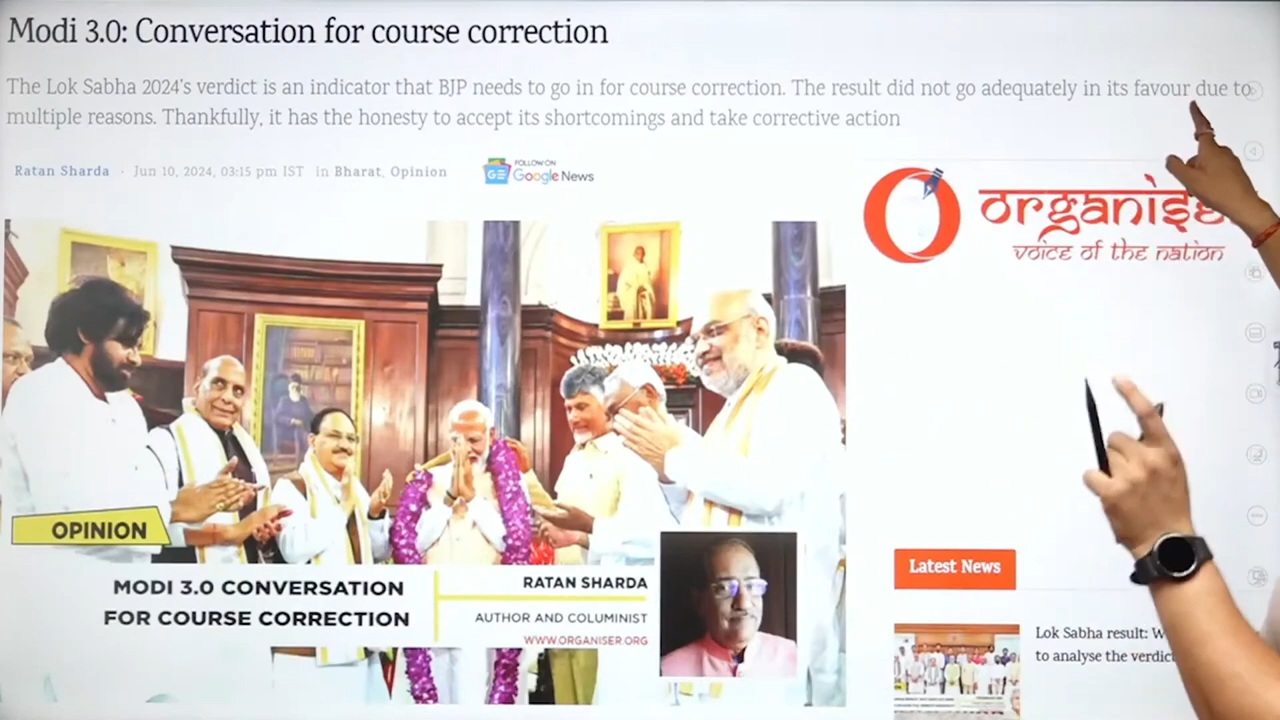 Modi 3.0: Conversation for course correction
The Lok Sabha 2024's verdict is an indicator that BJP needs to go in for course correction. The result did not go adequately in its favour due to
multiple reasons. Thankfully, it has the honesty to accept its shortcomings and take corrective action
Ratan Sharda · Jun 10, 2024, 03:15 pm IST in Bharat, Opinion
FOLLOW ON
Google News
voice of the nation
OPINION
MODI 3.0 CONVERSATION
FOR COURSE CORRECTION
RATAN SHARDA
AUTHOR AND COLUMINIST
WWW.ORGANISER.ORG
Latest News
Lok Sabha result:
to analyse the